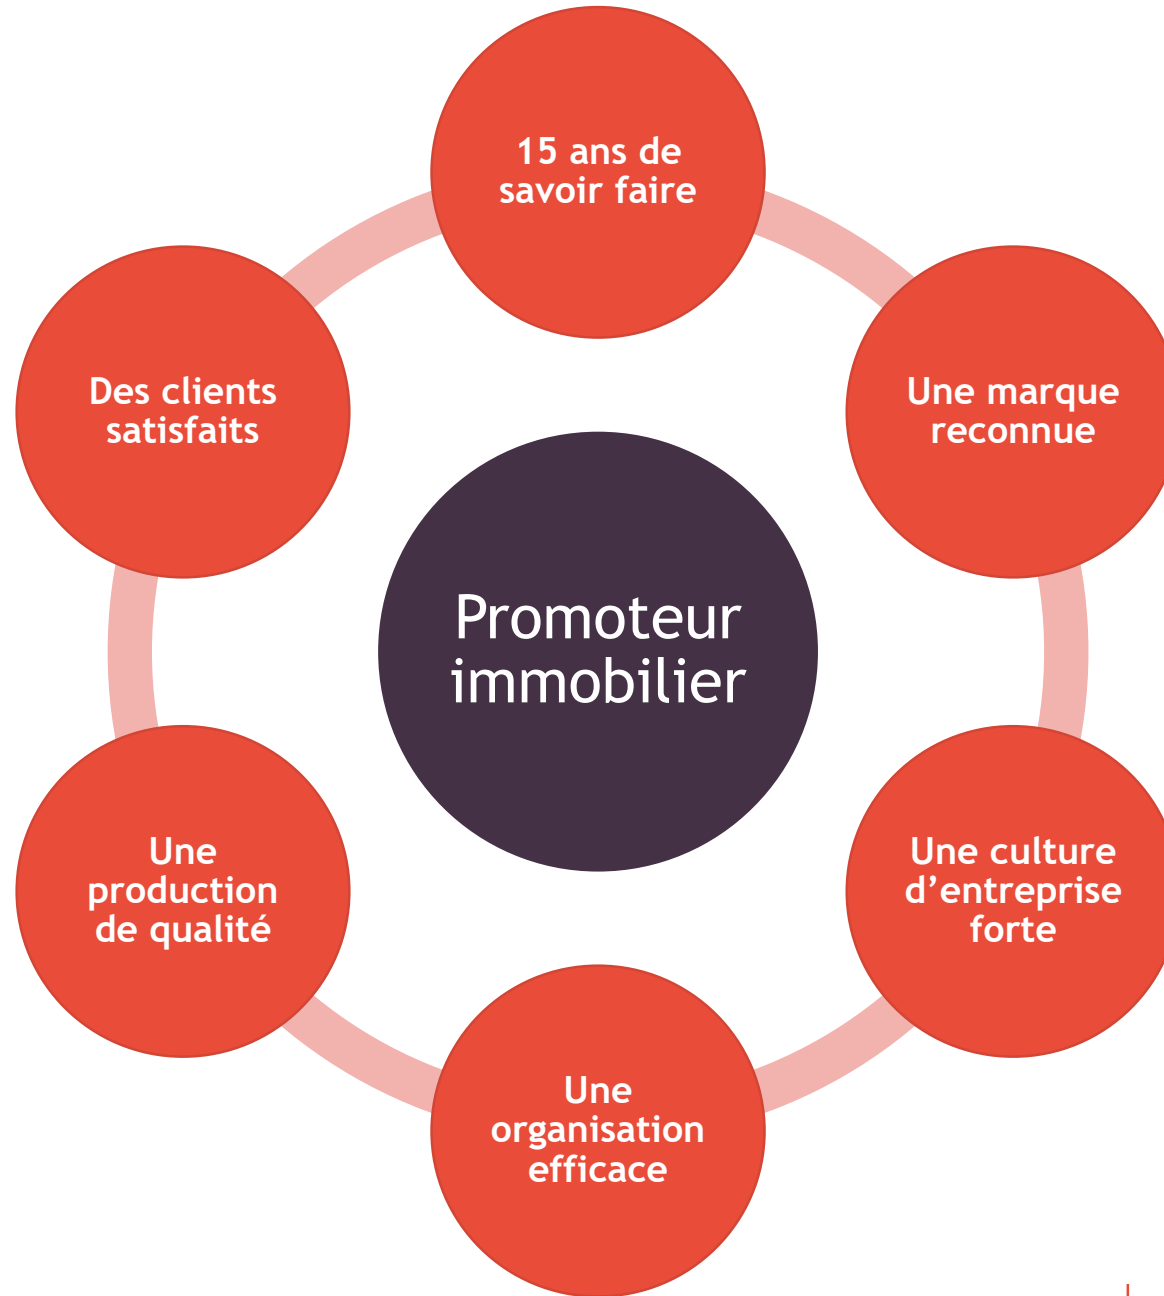 15 ans de
savoir faire
Une marque
reconnue
Une culture
d’entreprise
forte
Une
organisation
efficace
Une
production
de qualité
Des clients
satisfaits
Promoteur
immobilier